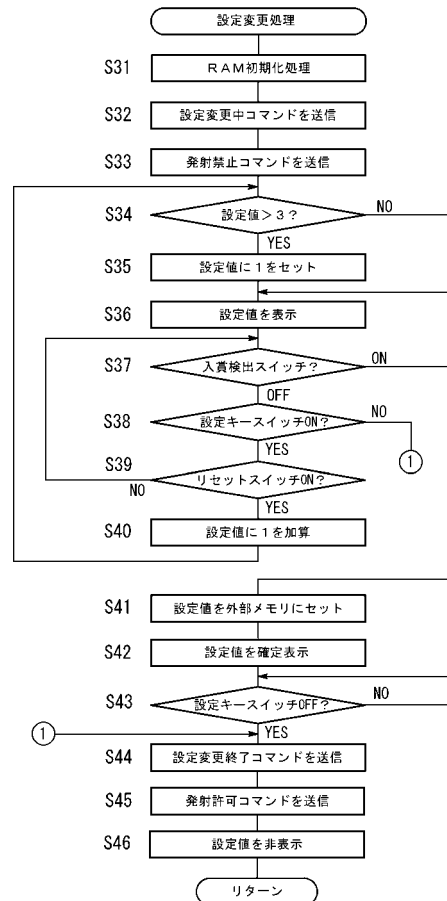 設定変更処理
S31
RAM初期化処理
S32
設定変更中コマンドを送信
S33
発射禁止コマンドを送信
S34
設定値>3?
NO
YES
S35
設定値に1をセット
S36
設定値を表示
S37
入賞検出スイッチ?
ON
OFF
S38
設定キースイッチON?
NO
YES
①
S39
リセットスイッチON?
NO
YES
S40
設定値に1を加算
S41
設定値を外部メモリにセット
S42
設定値を確定表示
S43
設定キースイッチOFF?
NO
①
YES
S44
設定変更終了コマンドを送信
S45
発射許可コマンドを送信
S46
設定値を非表示
リターン